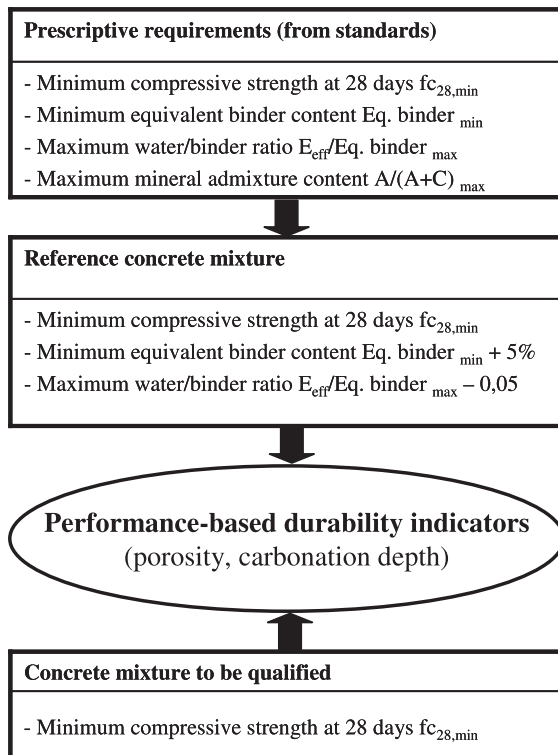 Prescriptive requirements (from standards)
- Minimum compressive strength at 28 days fc28,min
- Minimum equivalent binder content Eq. binder min
- Maximum water/binder ratio Eeff/Eq. binder max
- Maximum mineral admixture content A/(A+C) max
Reference concrete mixture
- Minimum compressive strength at 28 days fc28,min
- Minimum equivalent binder content Eq. binder min + 5%
- Maximum water/binder ratio Eeff/Eq. binder max – 0,05
Performance-based durability indicators
(porosity, carbonation depth)
Concrete mixture to be qualified
- Minimum compressive strength at 28 days fc28,min